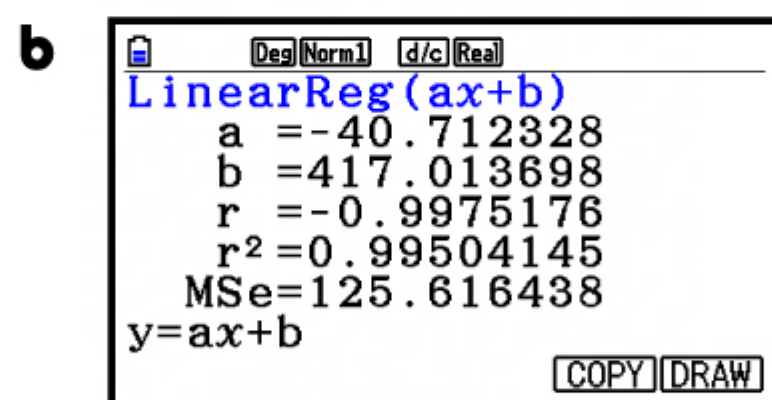 b
Deg Norm1 d/c Real
LinearReg(ax+b)
a =-40.712328
b =417.013698
r =-0.9975176
r²=0.99504145
MSe=125.616438
y=ax+b
COPY DRAW